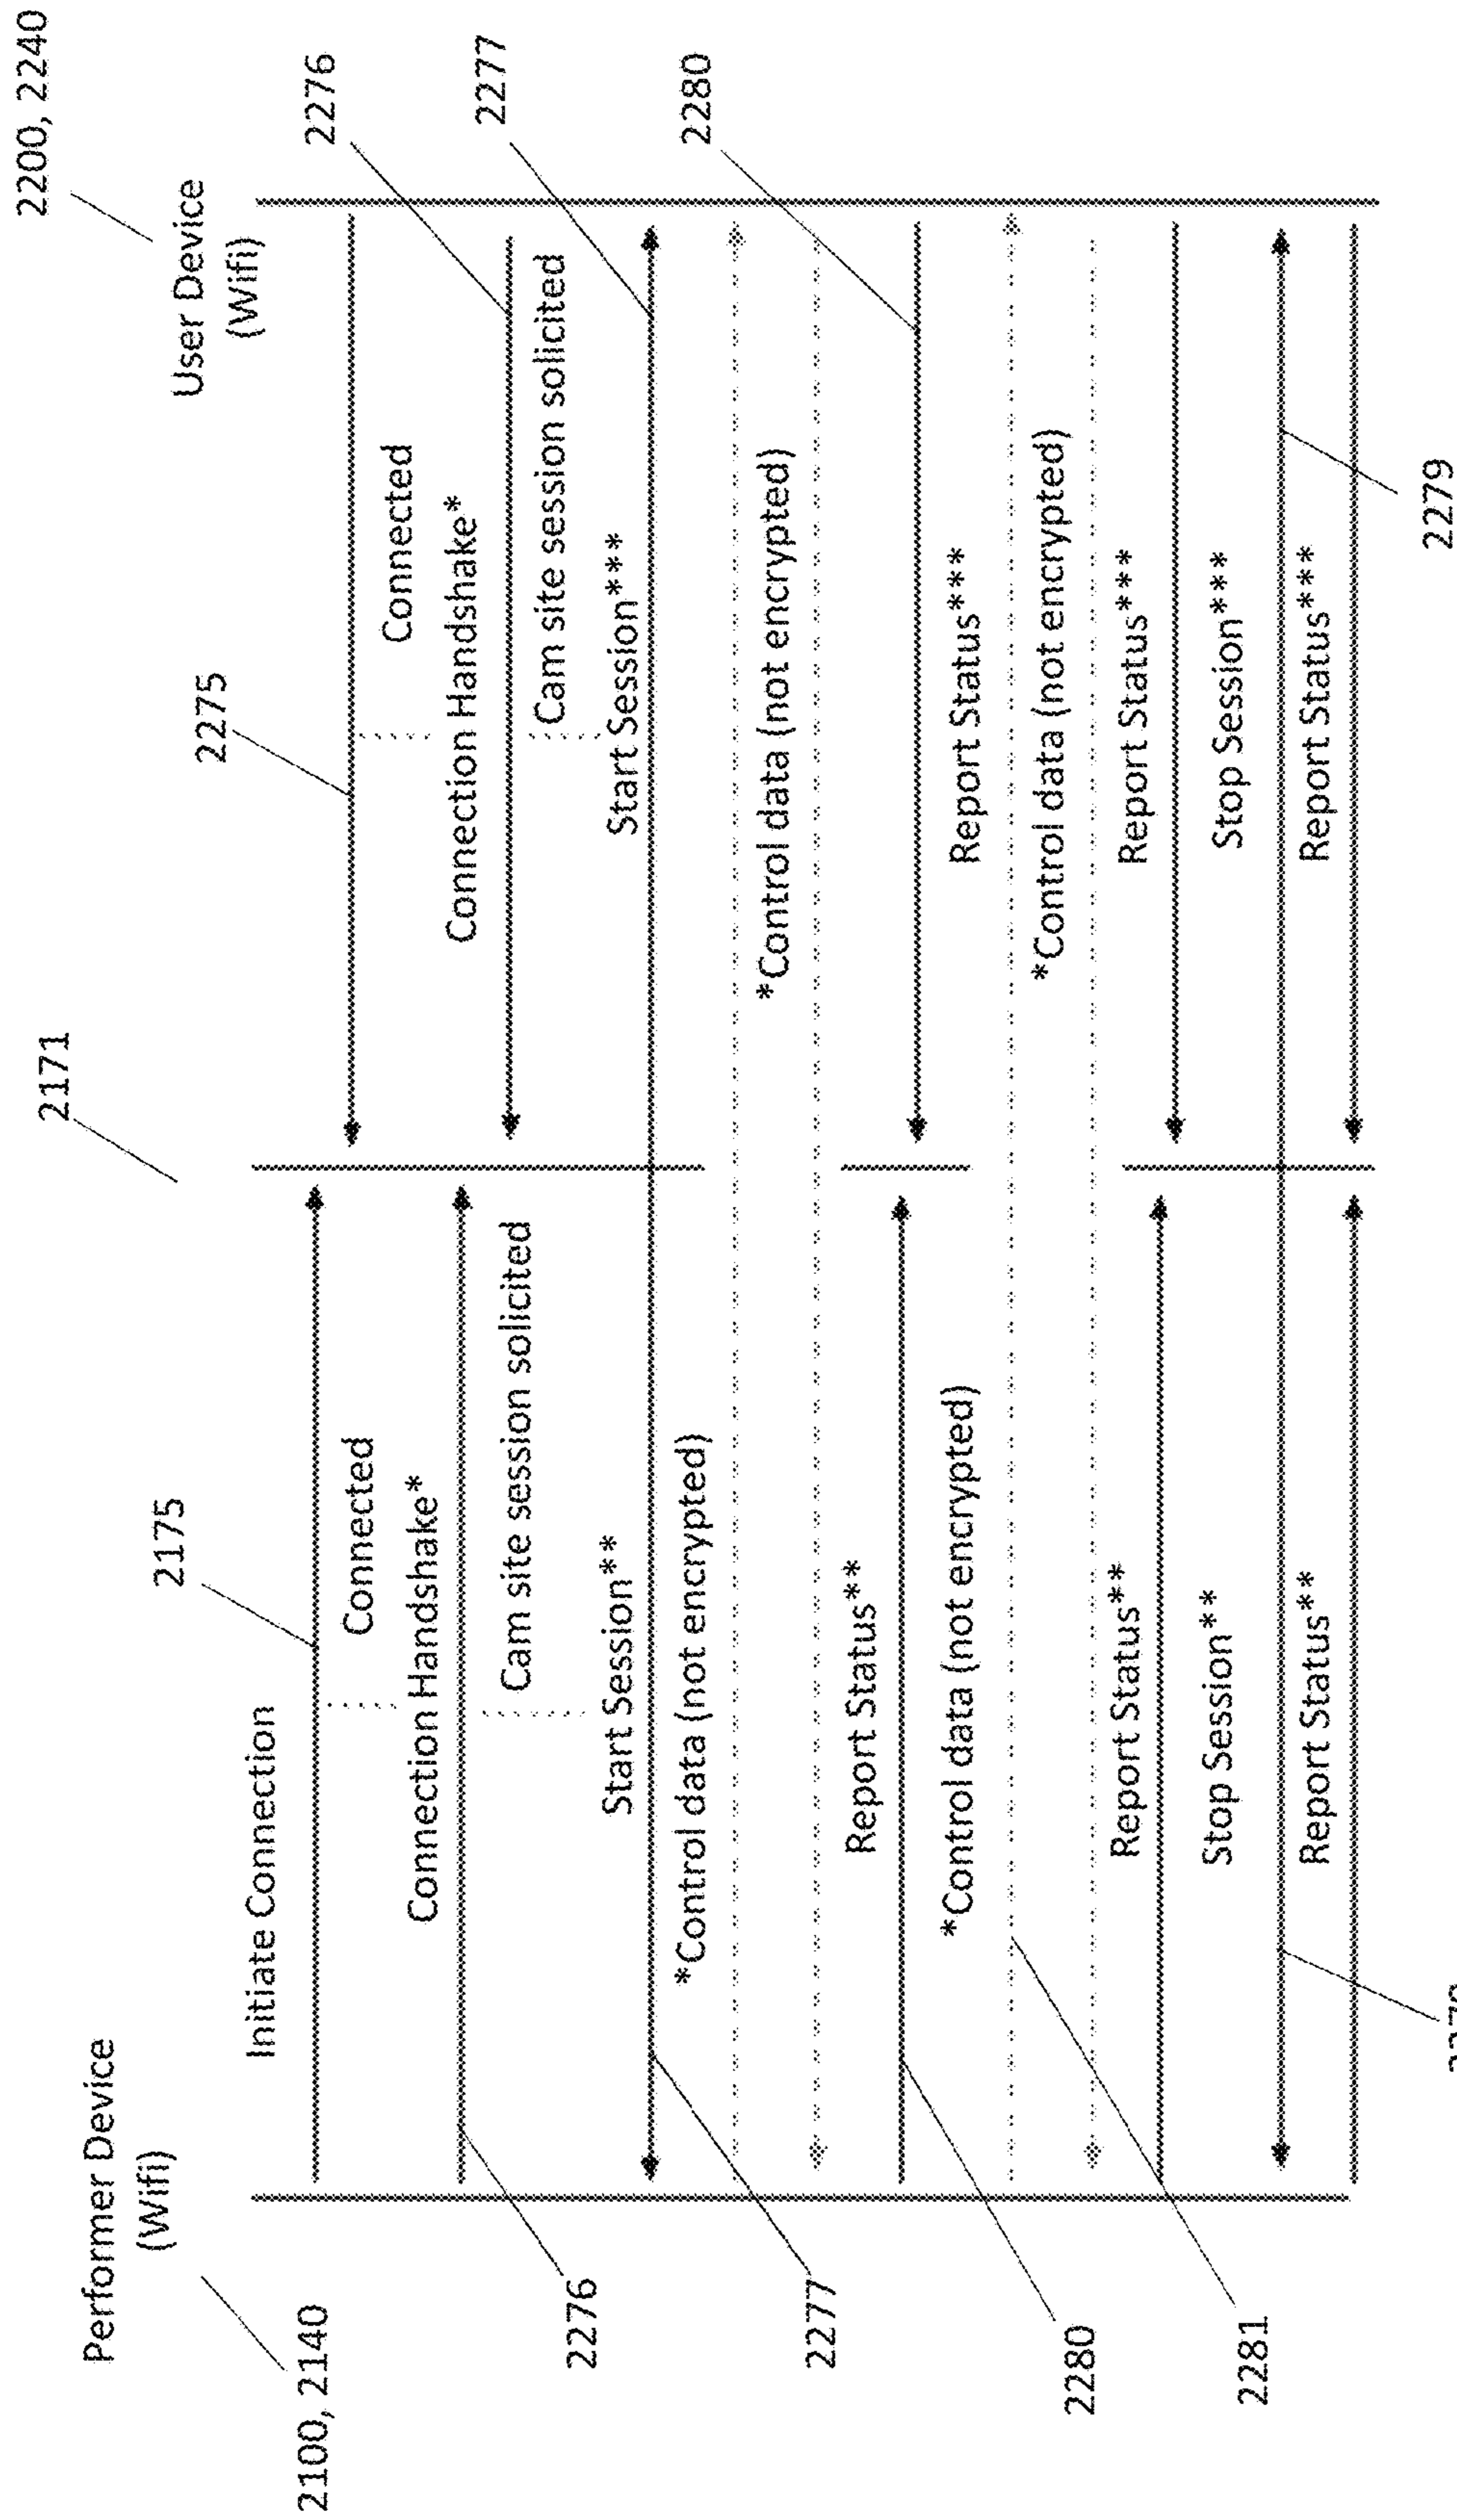 2200, 2240
User Device
(Wifi)
2171
Performer Device
(Wifi)
2100, 2140
2276
2277
2280
2275
2175
Initiate Connection
Connected
Connected
Connection Handshake*
Connection Handshake*
Cam site session solicited
Cam site session solicited
Start Session**
Start Session***
*Control data (not encrypted)
*Control data (not encrypted)
Report Status**
Report Status***
*Control data (not encrypted)
*Control data (not encrypted)
Report Status**
Report Status***
Stop Session**
Stop Session***
Report Status**
Report Status***
2276
2277
2280
2281
2279